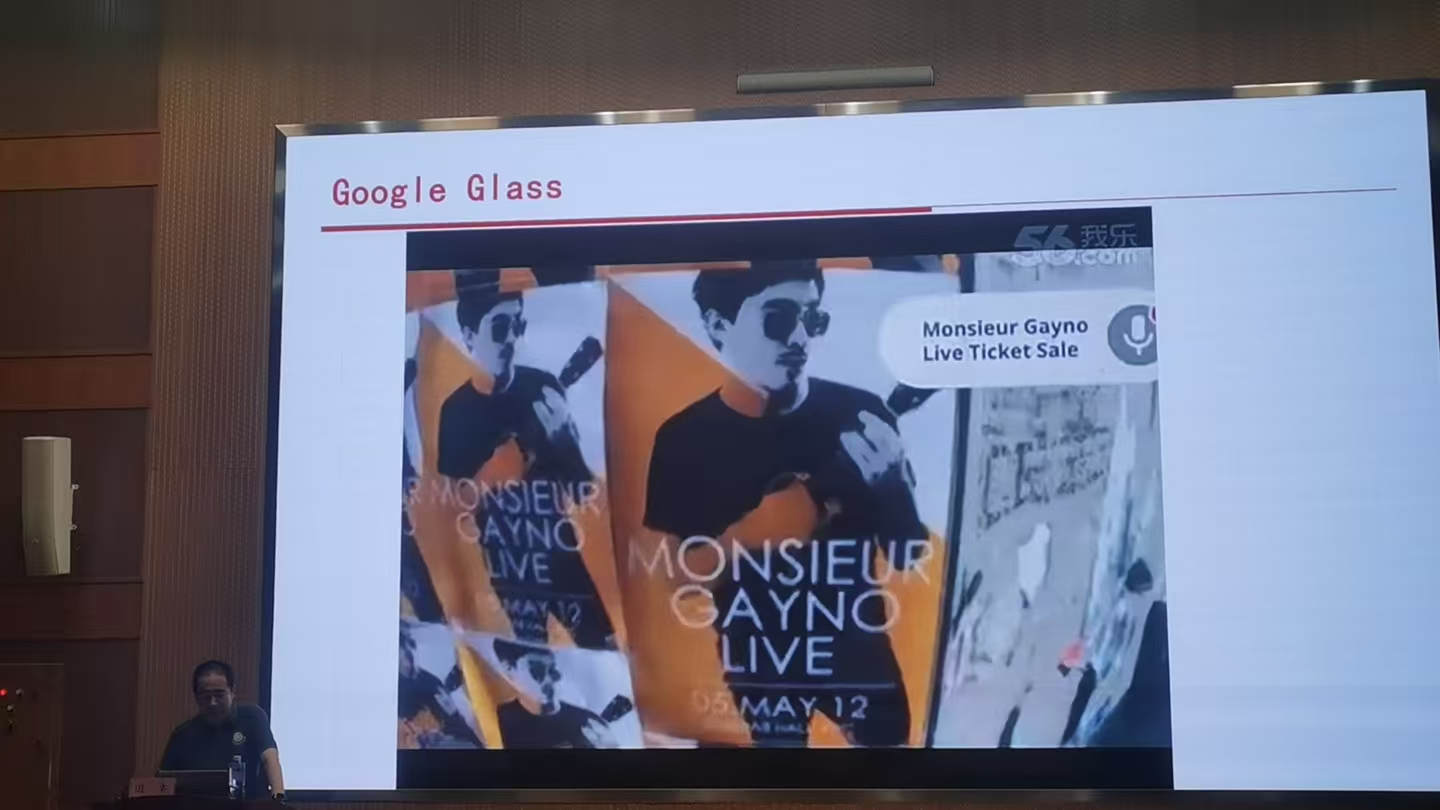 Google Glass
56我乐
.com
Monsieur Gayno
Live Ticket Sale
MONSIEUR
GAYNO
LIVE
MAY 12
MONSIEUR
GAYNO
LIVE
05 MAY 12